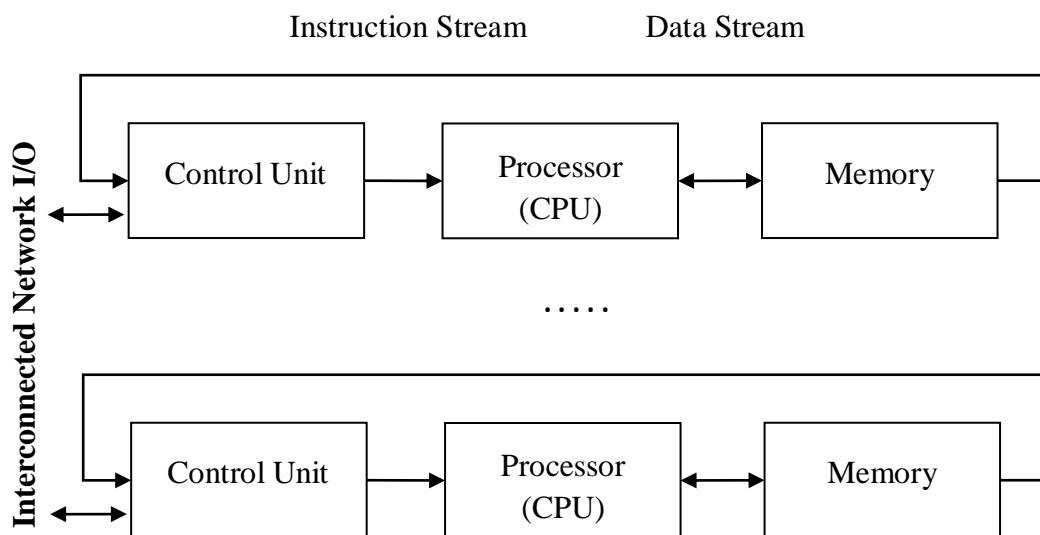 Instruction Stream Data Stream
Interconnected Network I/O
Control Unit
Processor
(CPU)
Memory
.....
Control Unit
Processor
(CPU)
Memory